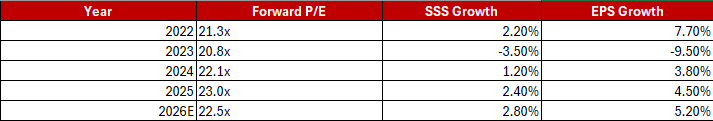 Year Forward P/E SSS Growth EPS Growth
2022 21.3x 2.20% 7.70%
2023 20.8x -3.50% -9.50%
2024 22.1x 1.20% 3.80%
2025 23.0x 2.40% 4.50%
2026E 22.5x 2.80% 5.20%